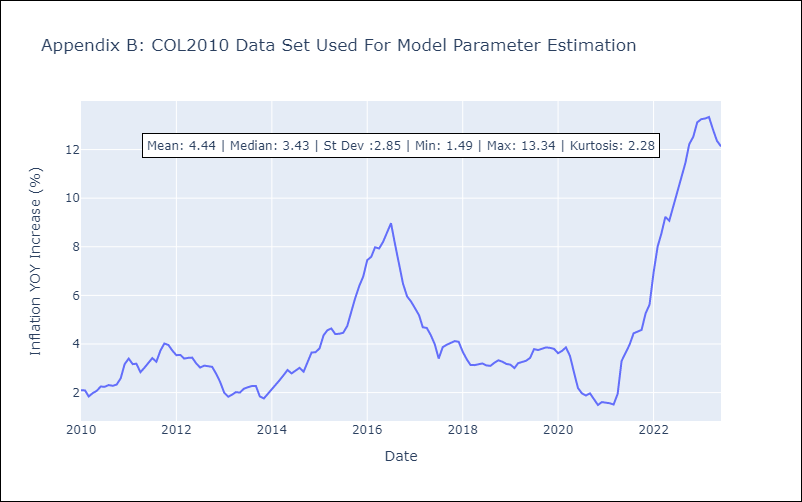 Appendix B: COL2010 Data Set Used For Model Parameter Estimation
Mean: 4.44 | Median: 3.43 | St Dev :2.85 | Min: 1.49 | Max: 13.34 | Kurtosis: 2.28
Inflation YOY Increase (%)
12
10
8
6
4
2
2010 2012 2014 2016 2018 2020 2022
Date